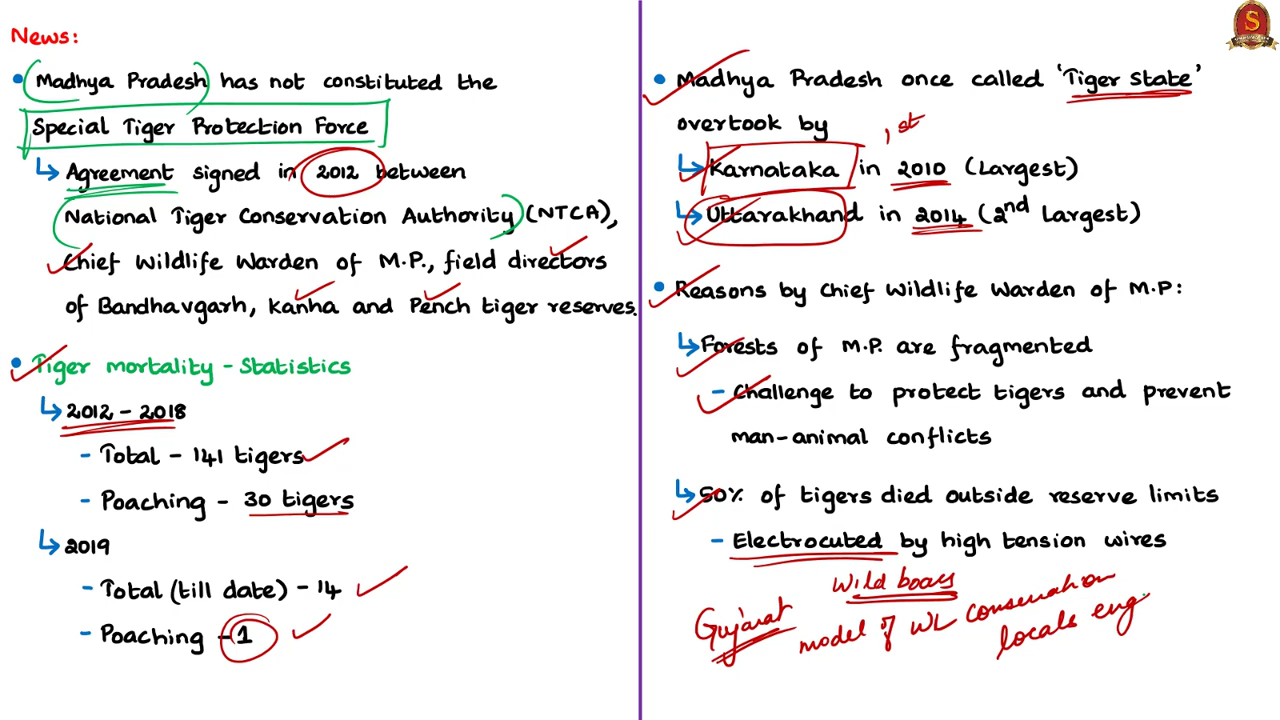 News:
• Madhya Pradesh has not constituted the
Special Tiger Protection Force
↳ Agreement signed in 2012 between
National Tiger Conservation Authority (NTCA),
Chief Wildlife Warden of M.P., field directors
of Bandhavgarh, Kanha and Pench tiger reserves.
• Tiger mortality - Statistics
↳ 2012 - 2018
- Total - 141 tigers
- Poaching - 30 tigers
↳ 2019
- Total (till date) - 14
- Poaching - 1
• Madhya Pradesh once called 'Tiger State'
overtook by
1st
↳ Karnataka in 2010 (Largest)
↳ Uttarakhand in 2014 (2nd Largest)
• Reasons by Chief Wildlife Warden of M.P:
↳ Forests of M.P. are fragmented
- Challenge to protect tigers and prevent
man-animal conflicts
↳ 50% of tigers died outside reserve limits
- Electrocuted by high tension wires
Wild boars
Gujarat model of WL conservation
locals eng
S